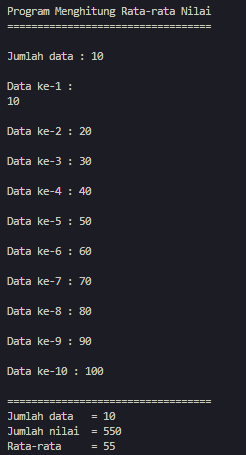 Program Menghitung Rata-rata Nilai
==================================
Jumlah data : 10
Data ke-1 :
10
Data ke-2 : 20
Data ke-3 : 30
Data ke-4 : 40
Data ke-5 : 50
Data ke-6 : 60
Data ke-7 : 70
Data ke-8 : 80
Data ke-9 : 90
Data ke-10 : 100
==================================
Jumlah data   = 10
Jumlah nilai  = 550
Rata-rata     = 55